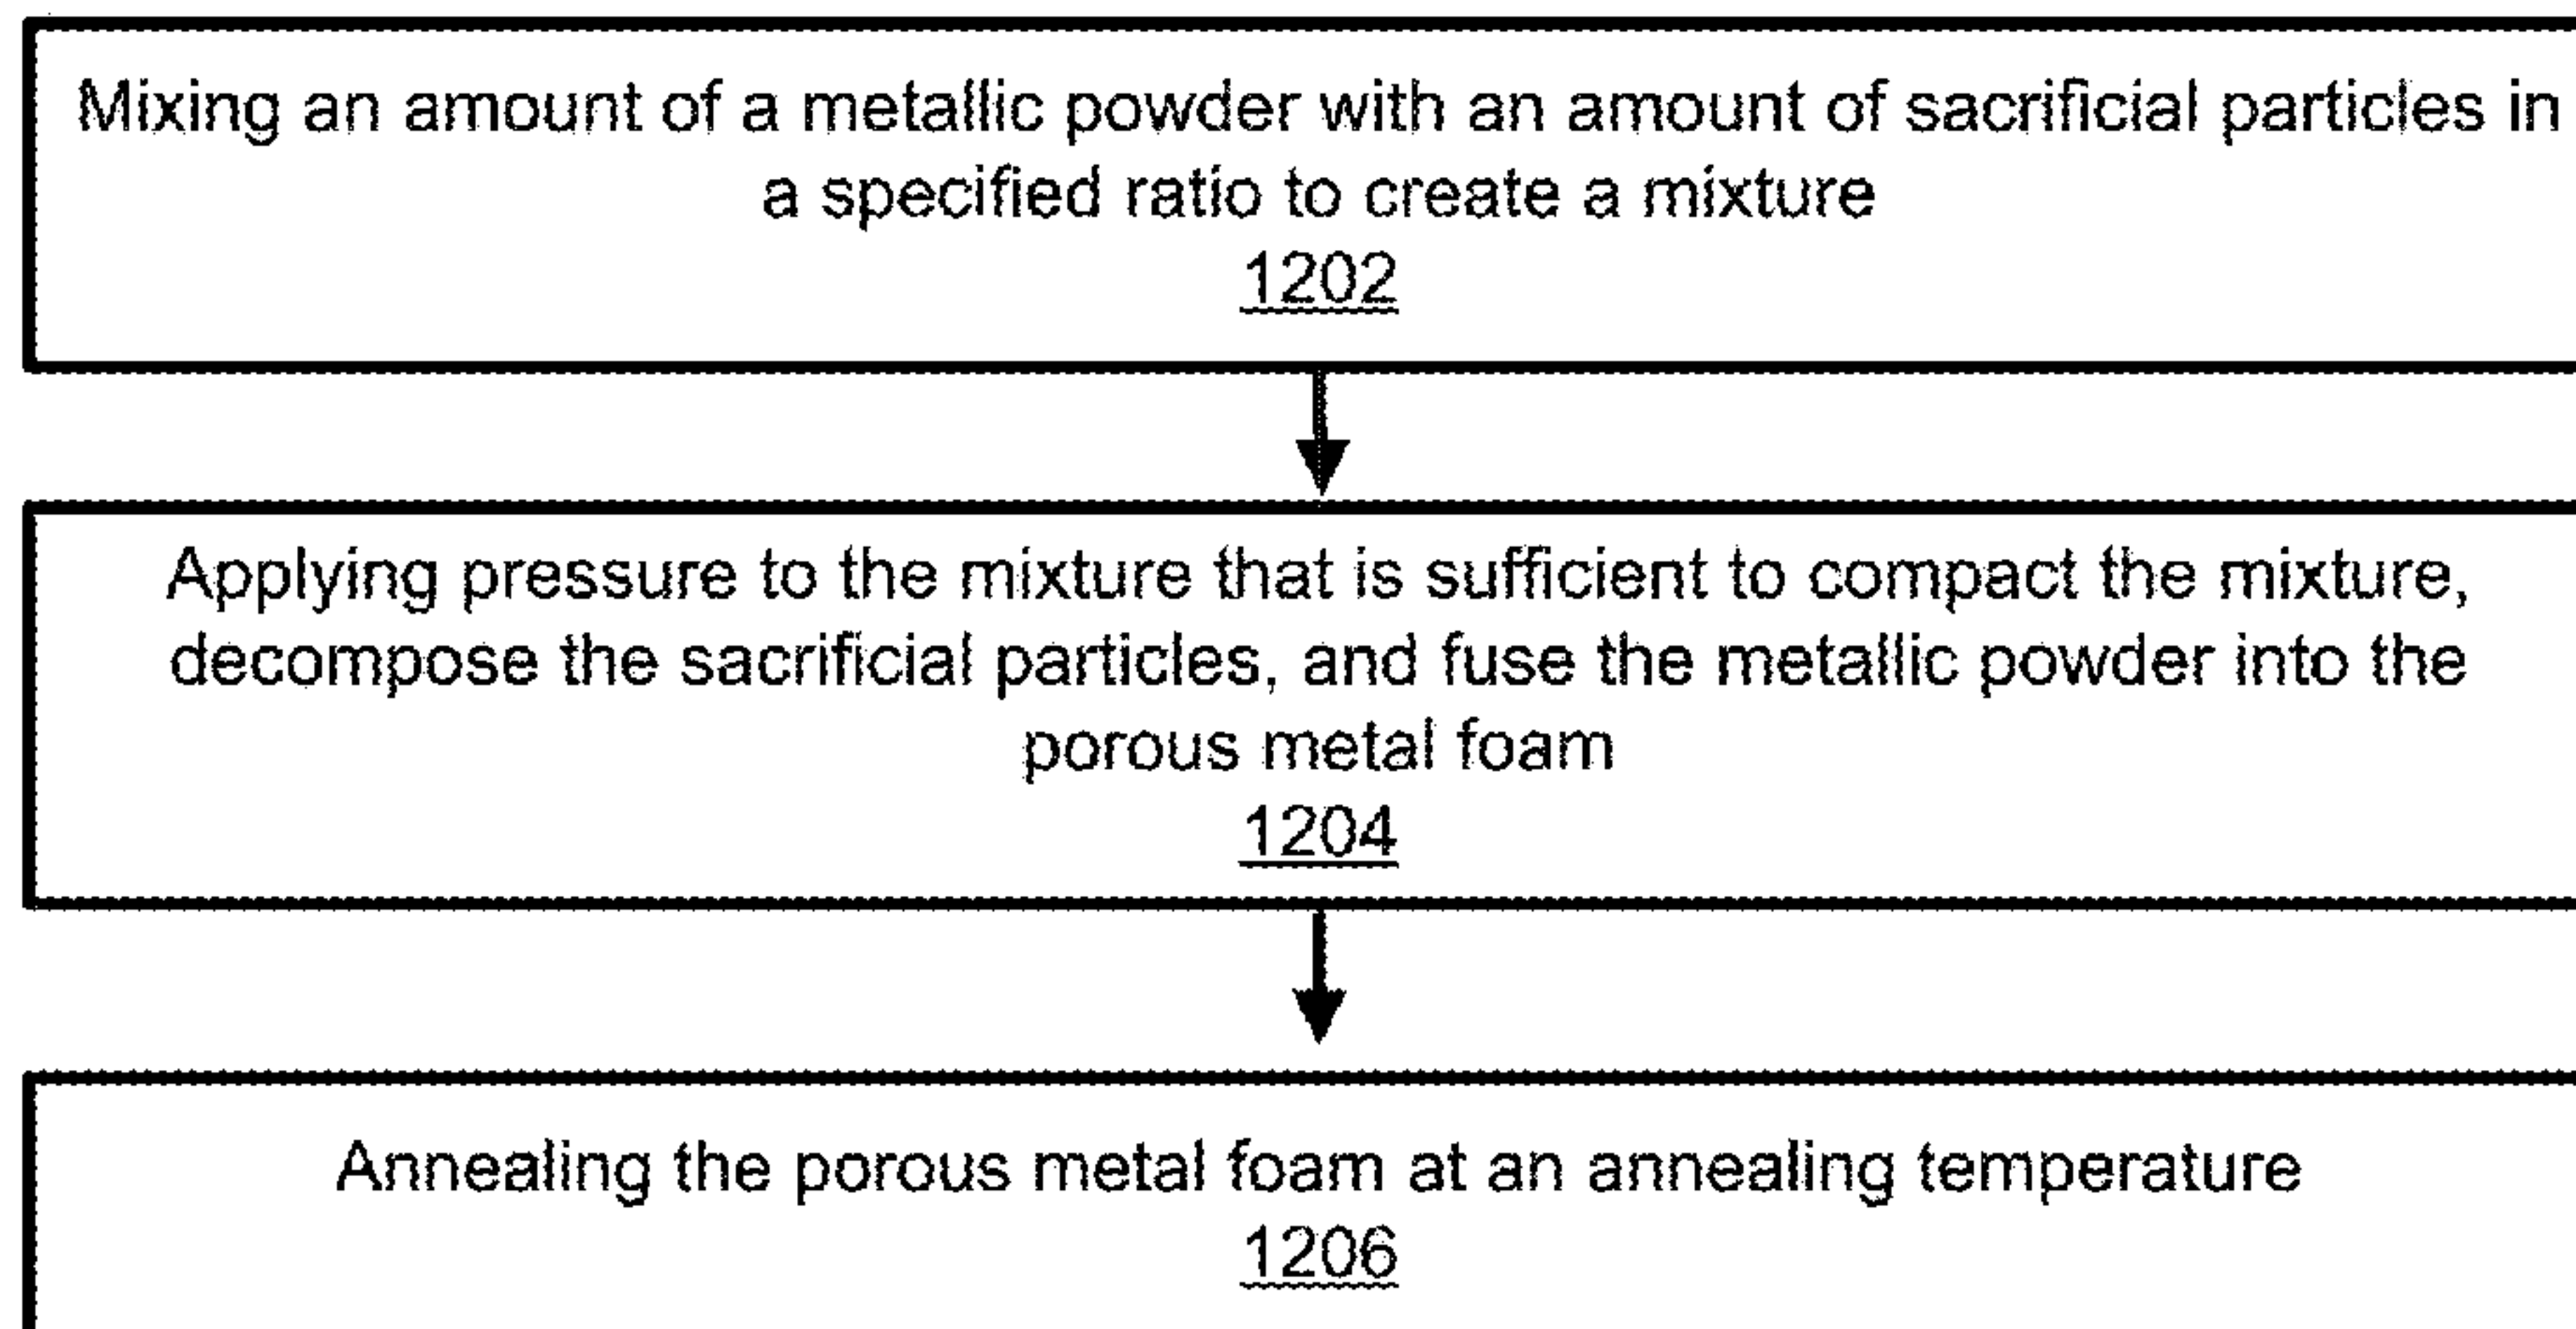 Mixing an amount of a metallic powder with an amount of sacrificial particles in
a specified ratio to create a mixture
1202
Applying pressure to the mixture that is sufficient to compact the mixture,
decompose the sacrificial particles, and fuse the metallic powder into the
porous metal foam
1204
Annealing the porous metal foam at an annealing temperature
1206